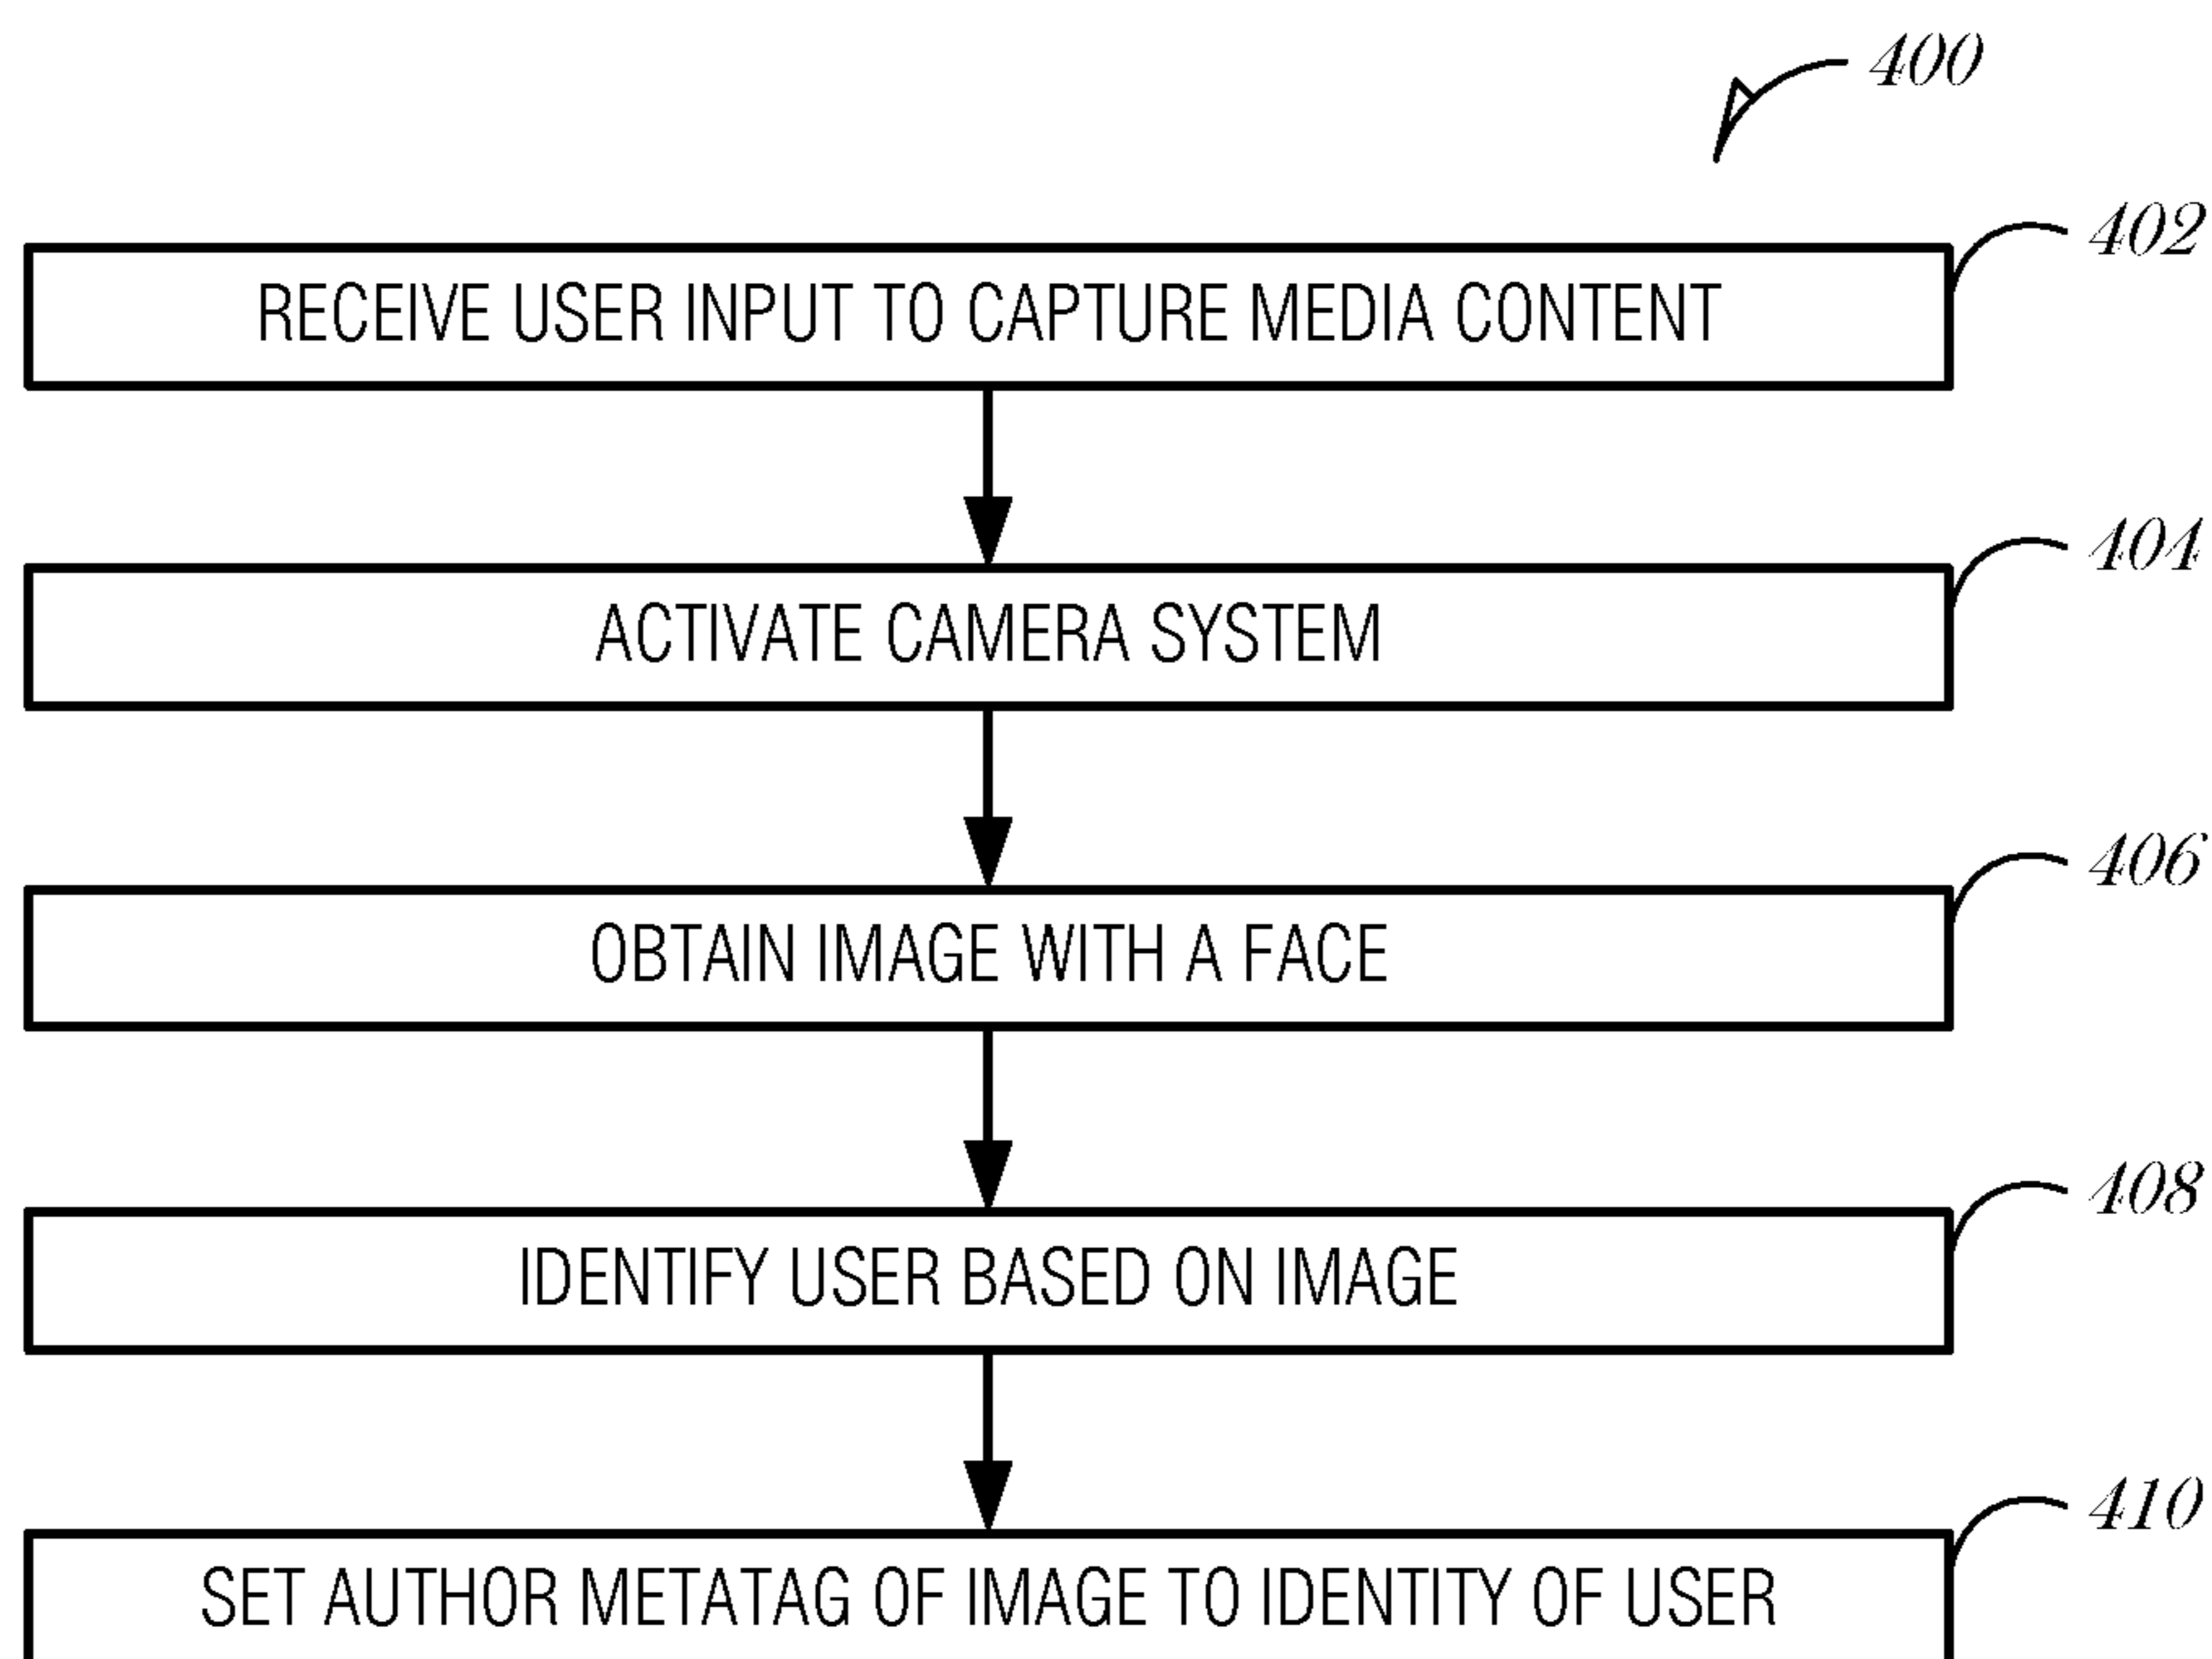 400
402
RECEIVE USER INPUT TO CAPTURE MEDIA CONTENT
404
ACTIVATE CAMERA SYSTEM
406
OBTAIN IMAGE WITH A FACE
408
IDENTIFY USER BASED ON IMAGE
410
SET AUTHOR METATAG OF IMAGE TO IDENTITY OF USER